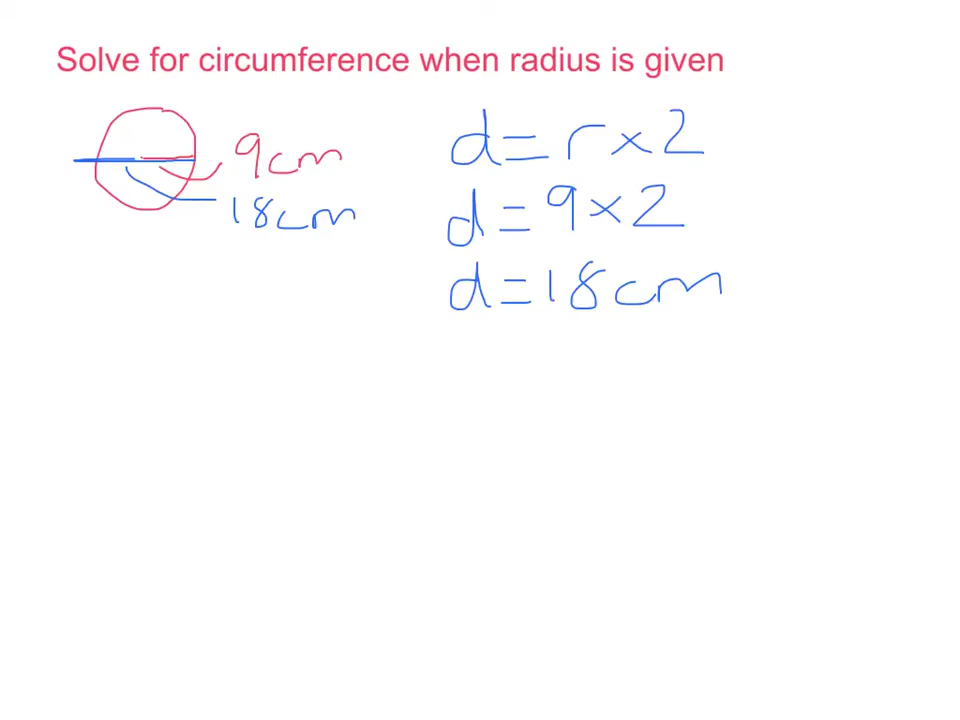 Solve for circumference when radius is given
9cm
18cm
d=r×2
d=9×2
d=18cm